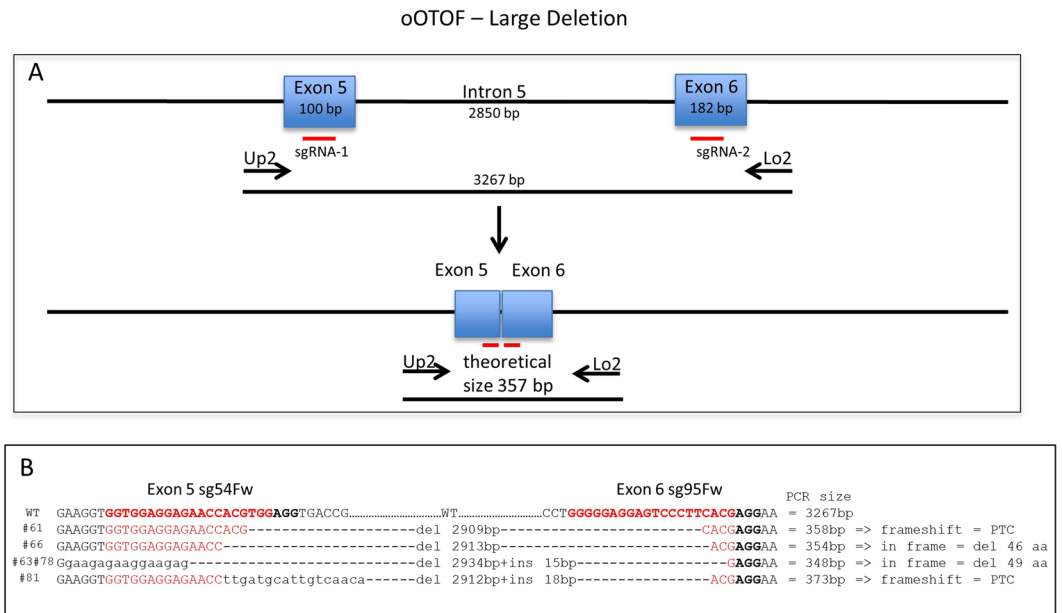 oOTOF – Large Deletion
A
Exon 5
100 bp
Intron 5
2850 bp
Exon 6
182 bp
sgRNA-1
sgRNA-2
Up2
Lo2
3267 bp
Exon 5 Exon 6
Up2
theoretical
size 357 bp
Lo2
B
Exon 5 sg54Fw Exon 6 sg95Fw PCR size
WT GAAGGTGGTGGAGGAGAACCACGTGGAGGTGACCG……………………WT……………………CCTGGGGGAGGAGTCCCTTCACGAGGAA = 3267bp
#61 GAAGGTGGTGGAGGAGAACCACG--------------------del 2909bp------------------------CACGAGGAA = 358bp => frameshift = PTC
#66 GAAGGTGGTGGAGGAGAACC-----------------------del 2913bp-------------------------ACGAGGAA = 354bp => in frame = del 46 aa
#63#78 Ggaagagaaggaagag---------------------------del 2934bp+ins 15bp------------------GAGGAA = 348bp => in frame = del 49 aa
#81 GAAGGTGGTGGAGGAGAACCttgatgcattgtcaaca------del 2912bp+ins 18bp----------------ACGAGGAA = 373bp => frameshift = PTC